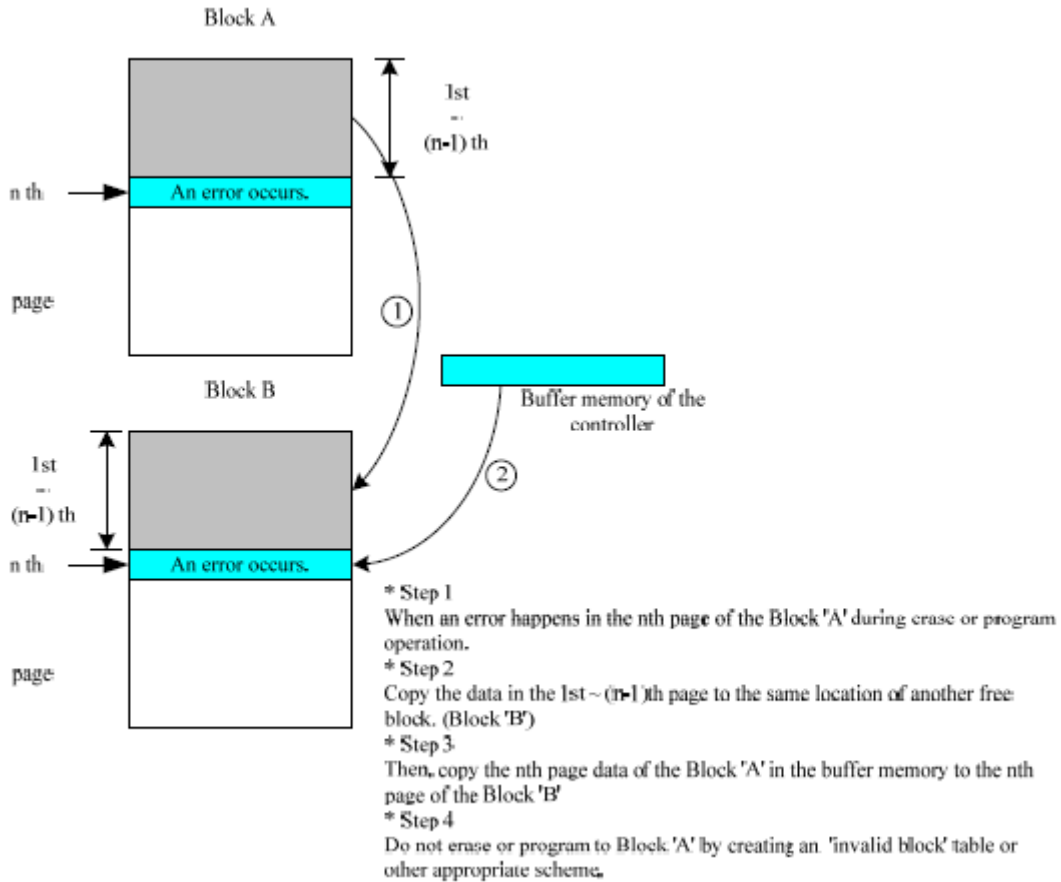 Block A
1st
~
(n-1) th
n th
An error occurs.
page
1
Block B
Buffer memory of the
controller
1st
~
(n-1) th
2
n th
An error occurs.
page
* Step 1
When an error happens in the nth page of the Block 'A' during erase or program
operation.
* Step 2
Copy the data in the 1st ~ (n-1)th page to the same location of another free
block. (Block 'B')
* Step 3
Then, copy the nth page data of the Block 'A' in the buffer memory to the nth
page of the Block 'B'
* Step 4
Do not erase or program to Block 'A' by creating an 'invalid block' table or
other appropriate scheme.